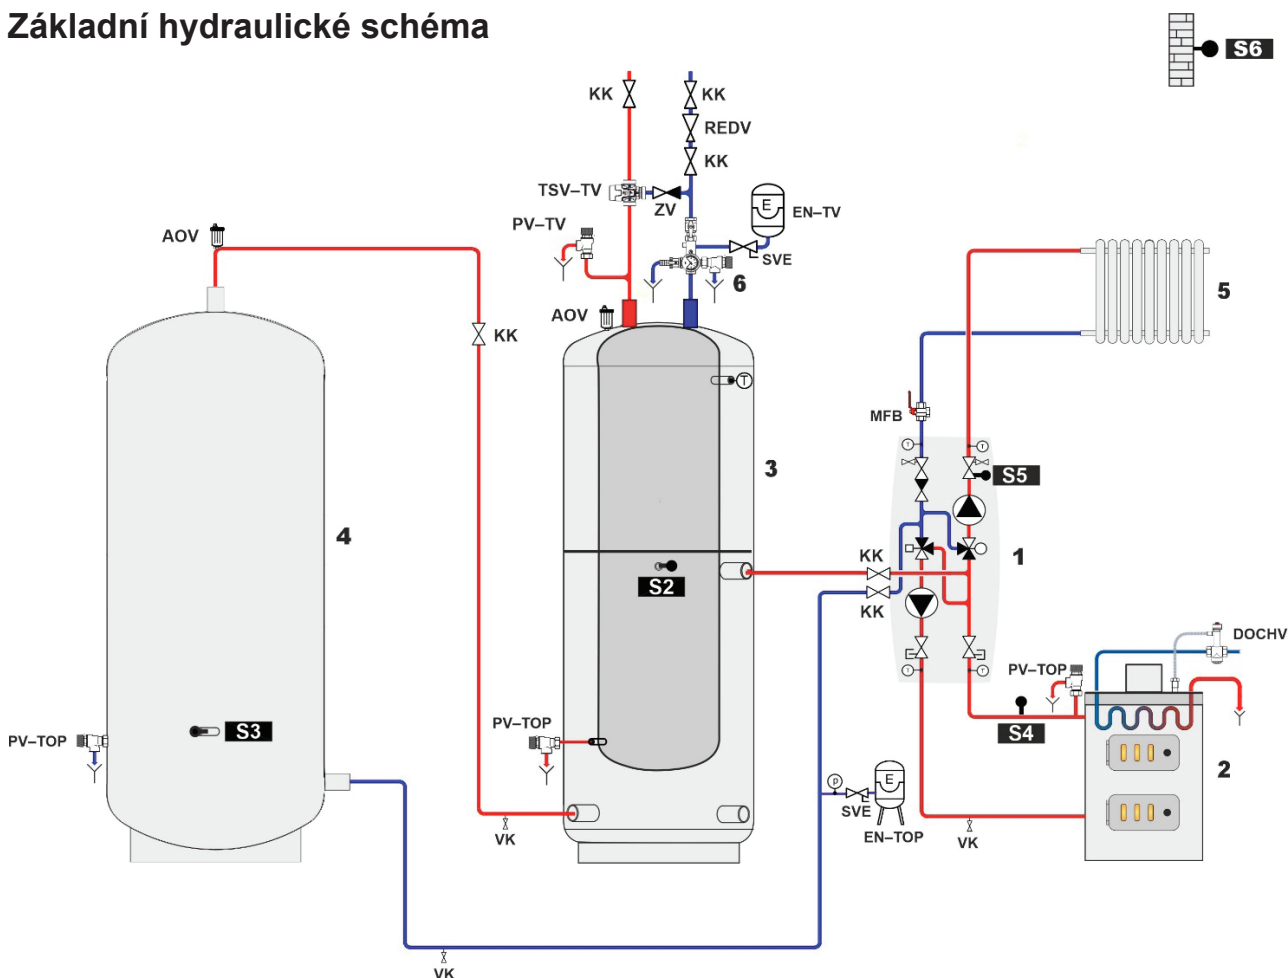 Základní hydraulické schéma
S6
KK
KK
REDV
KK
TSV–TV
ZV
E
EN–TV
PV–TV
SVE
AOV
6
5
AOV
KK
T
MFB
T
T
3
S5
4
1
KK
S2
KK
DOCHV
T
T
PV–TOP
S3
PV–TOP
PV–TOP
S4
2
P
E
SVE
EN–TOP
VK
VK
VK